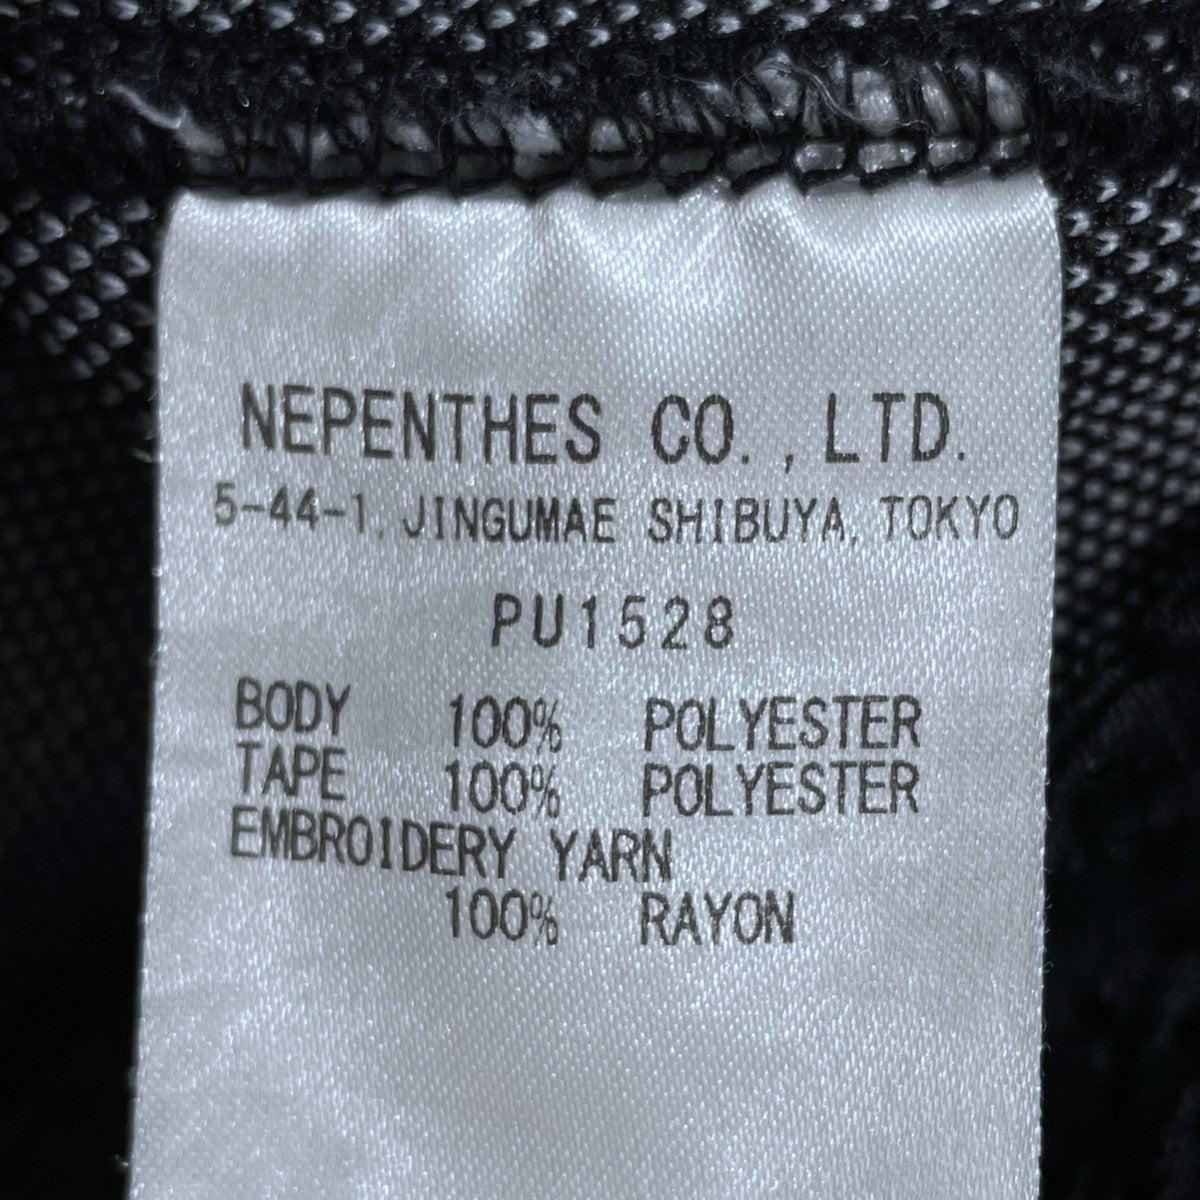 NEPENTHES CO., LTD.
5-44-1, JINGUMAE SHIBUYA, TOKYO
PU1528
BODY 100% POLYESTER
TAPE 100% POLYESTER
EMBROIDERY YARN
100% RAYON